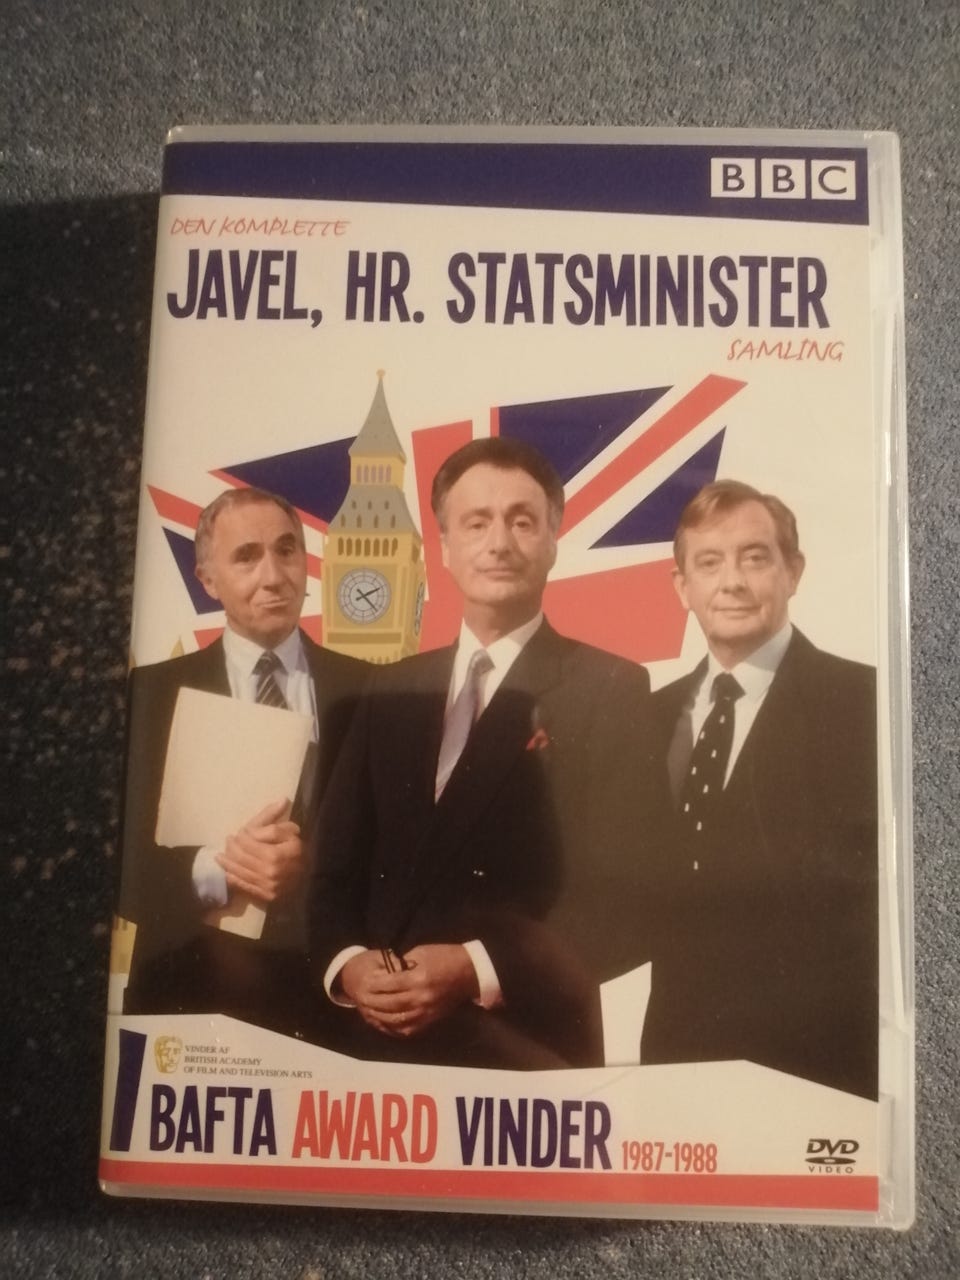 BBC
DEN KOMPLETTE
JAVEL, HR. STATSMINISTER
SAMLING
VINDER AF
BRITISH ACADEMY
OF FILM AND TELEVISION ARTS
BAFTA AWARD VINDER 1987-1988
DVD
VIDEO